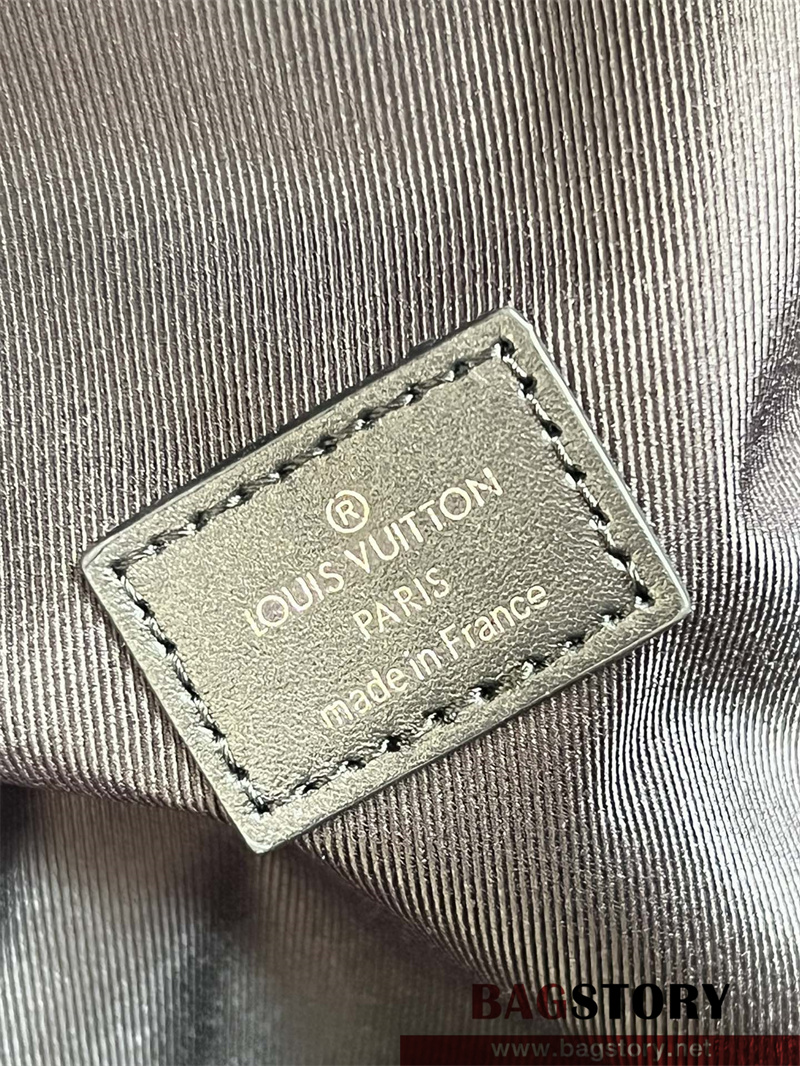 ®
LOUIS VUITTON
PARIS
made in France
BAGSTORY
www.bagstory.net